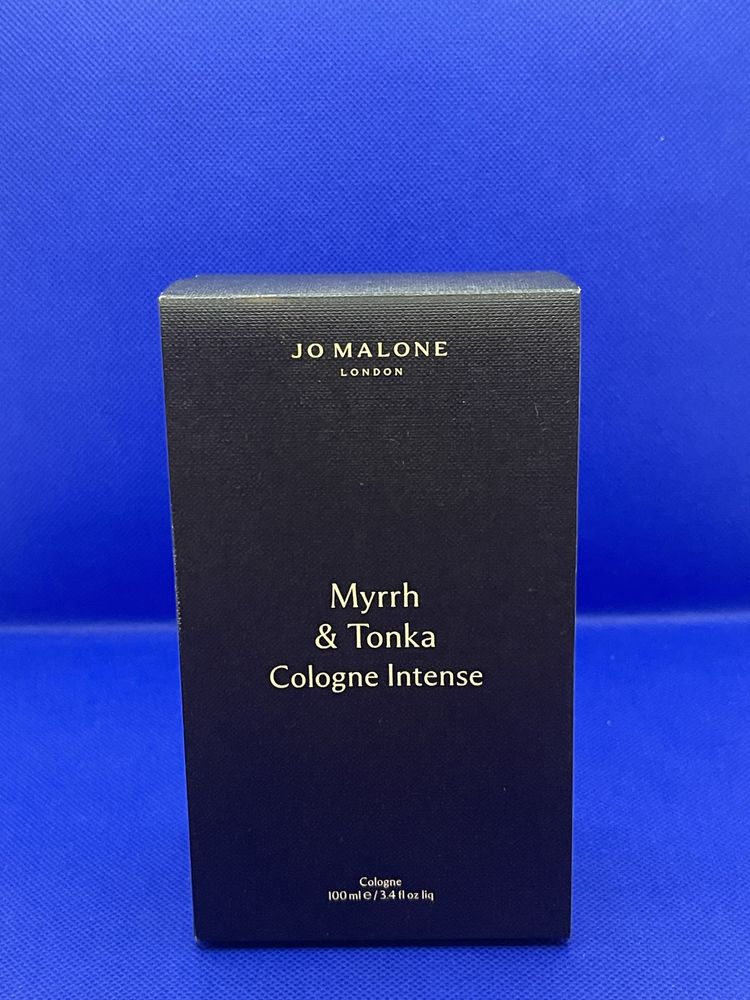 JO MALONE
LONDON
Myrrh
& Tonka
Cologne Intense
Cologne
100 ml e / 3.4 fl oz liq